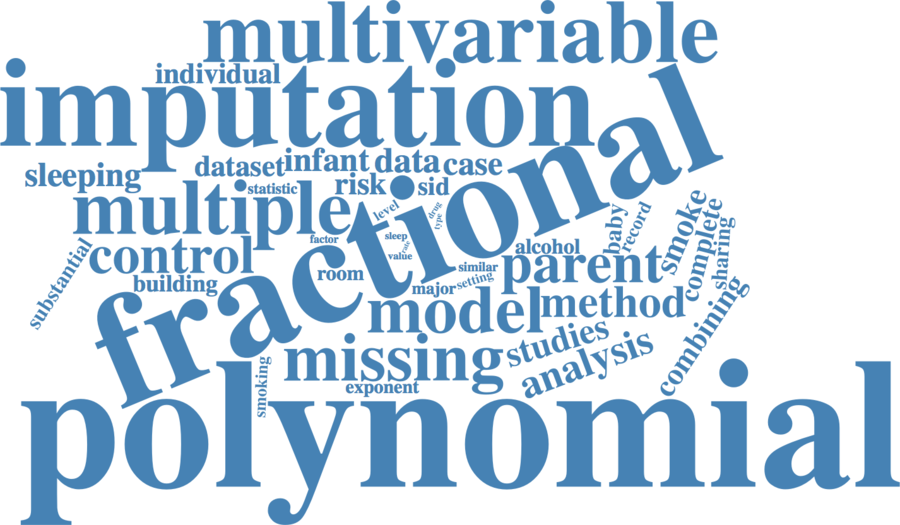 multivariable
individual
imputation
sleeping
dataset
infant
data
case
statistic
risk
sid
multiple
level
drug
type
fractional
factor
sleep
rate
value
baby
record
smoke
complete
sharing
substantial
control
building
room
alcohol
similar
parent
major
setting
model
method
combining
missing
studies
analysis
smoking
exponent
polynomial